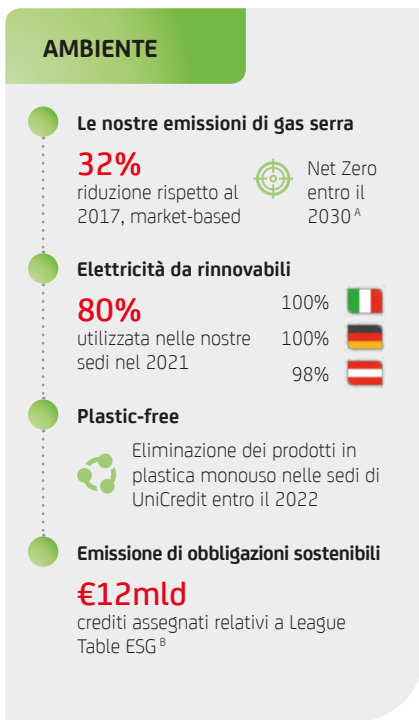 AMBIENTE
Le nostre emissioni di gas serra
32%
riduzione rispetto al
2017, market-based
Net Zero
entro il
2030 A
Elettricità da rinnovabili
80%
utilizzata nelle nostre
sedi nel 2021
100%
100%
98%
Plastic-free
Eliminazione dei prodotti in
plastica monouso nelle sedi di
UniCredit entro il 2022
Emissione di obbligazioni sostenibili
€12mld
crediti assegnati relativi a League
Table ESG B